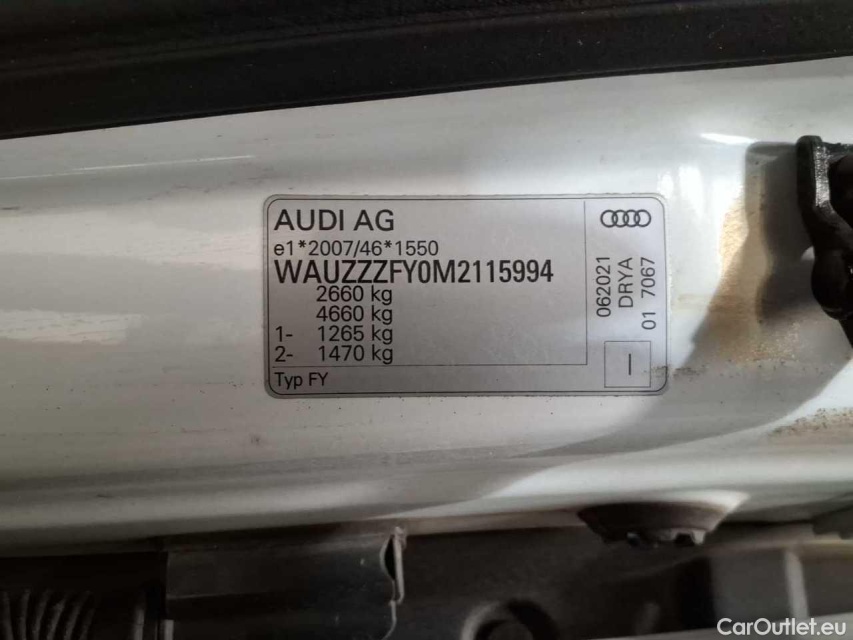 AUDI AG
e1*2007/46*1550
WAUZZZFY0M2115994
2660 kg
4660 kg
1- 1265 kg
2- 1470 kg
Typ FY
062021
DRYA
01 7067
I
CarOutlet.eu